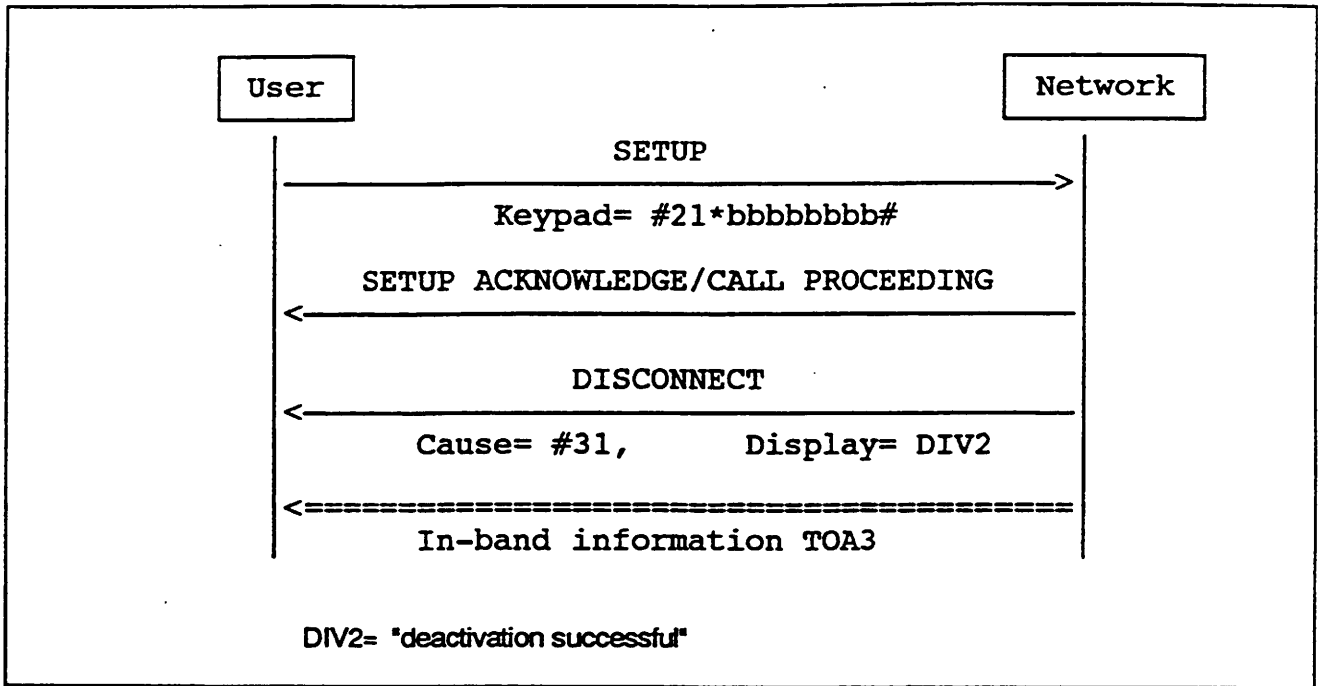 User Network
SETUP
Keypad= #21*bbbbbbbbb#
SETUP ACKNOWLEDGE/CALL PROCEEDING
DISCONNECT
Cause= #31, Display= DIV2
In-band information TOA3
DIV2= "deactivation successful"